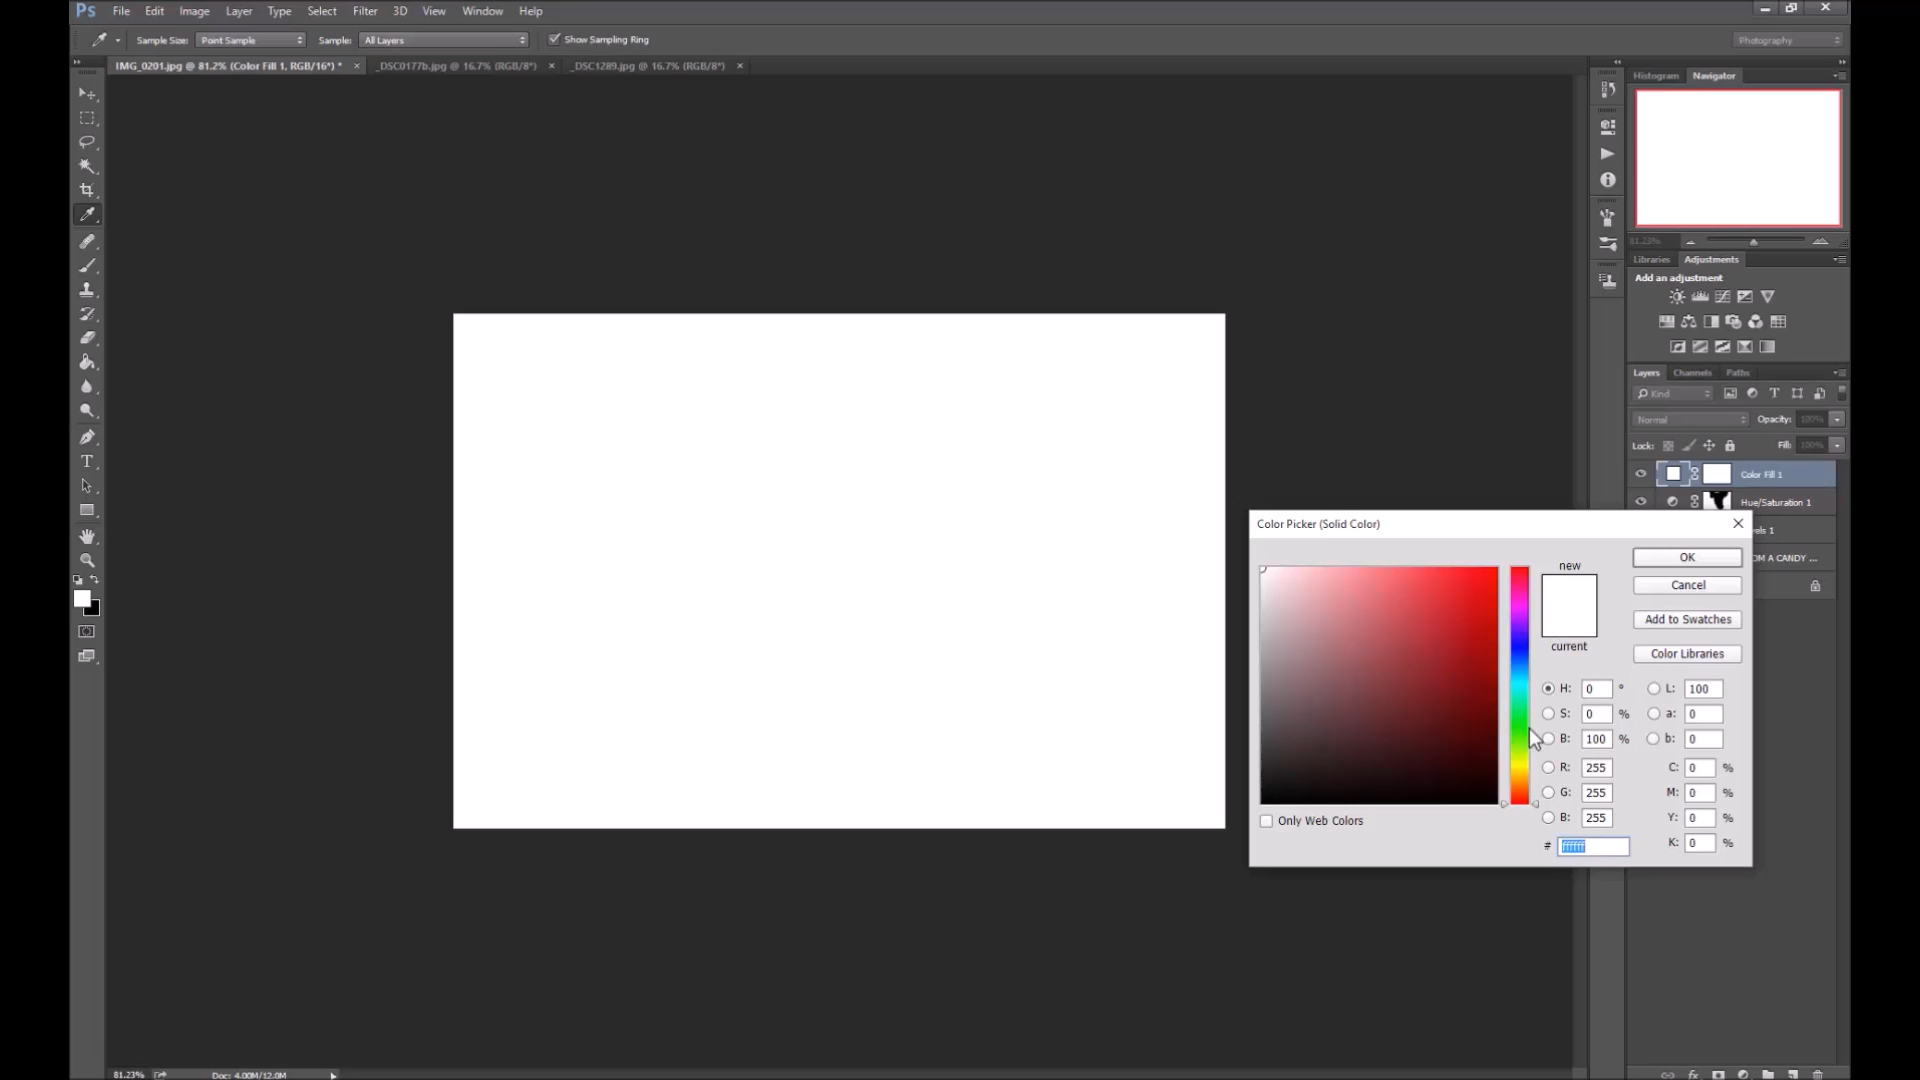 Ps File Edit Image Layer Type Select Filter 3D View Window Help
Sample Size: Point Sample Sample: All Layers Show Sampling Ring Photography
IMG_0201.jpg @ 81.2% (Color Fill 1, RGB/16*) * × _DSC0177b.jpg @ 16.7% (RGB/8*) × _DSC1289.jpg @ 16.7% (RGB/8*) ×
Histogram Navigator
81.23%
Libraries Adjustments
Add an adjustment
Layers Channels Paths
Kind
Normal Opacity: 100%
Lock: Fill: 100%
Color Fill 1
Hue/Saturation 1
vels 1
OM A CANDY ...
Color Picker (Solid Color)
new
current
OK
Cancel
Add to Swatches
Color Libraries
H: 0 ° L: 100
S: 0 % a: 0
B: 100 % b: 0
R: 255 C: 0 %
G: 255 M: 0 %
B: 255 Y: 0 %
# ffffff K: 0 %
Only Web Colors
T
81.23% Doc: 4.00M/12.0M
fx